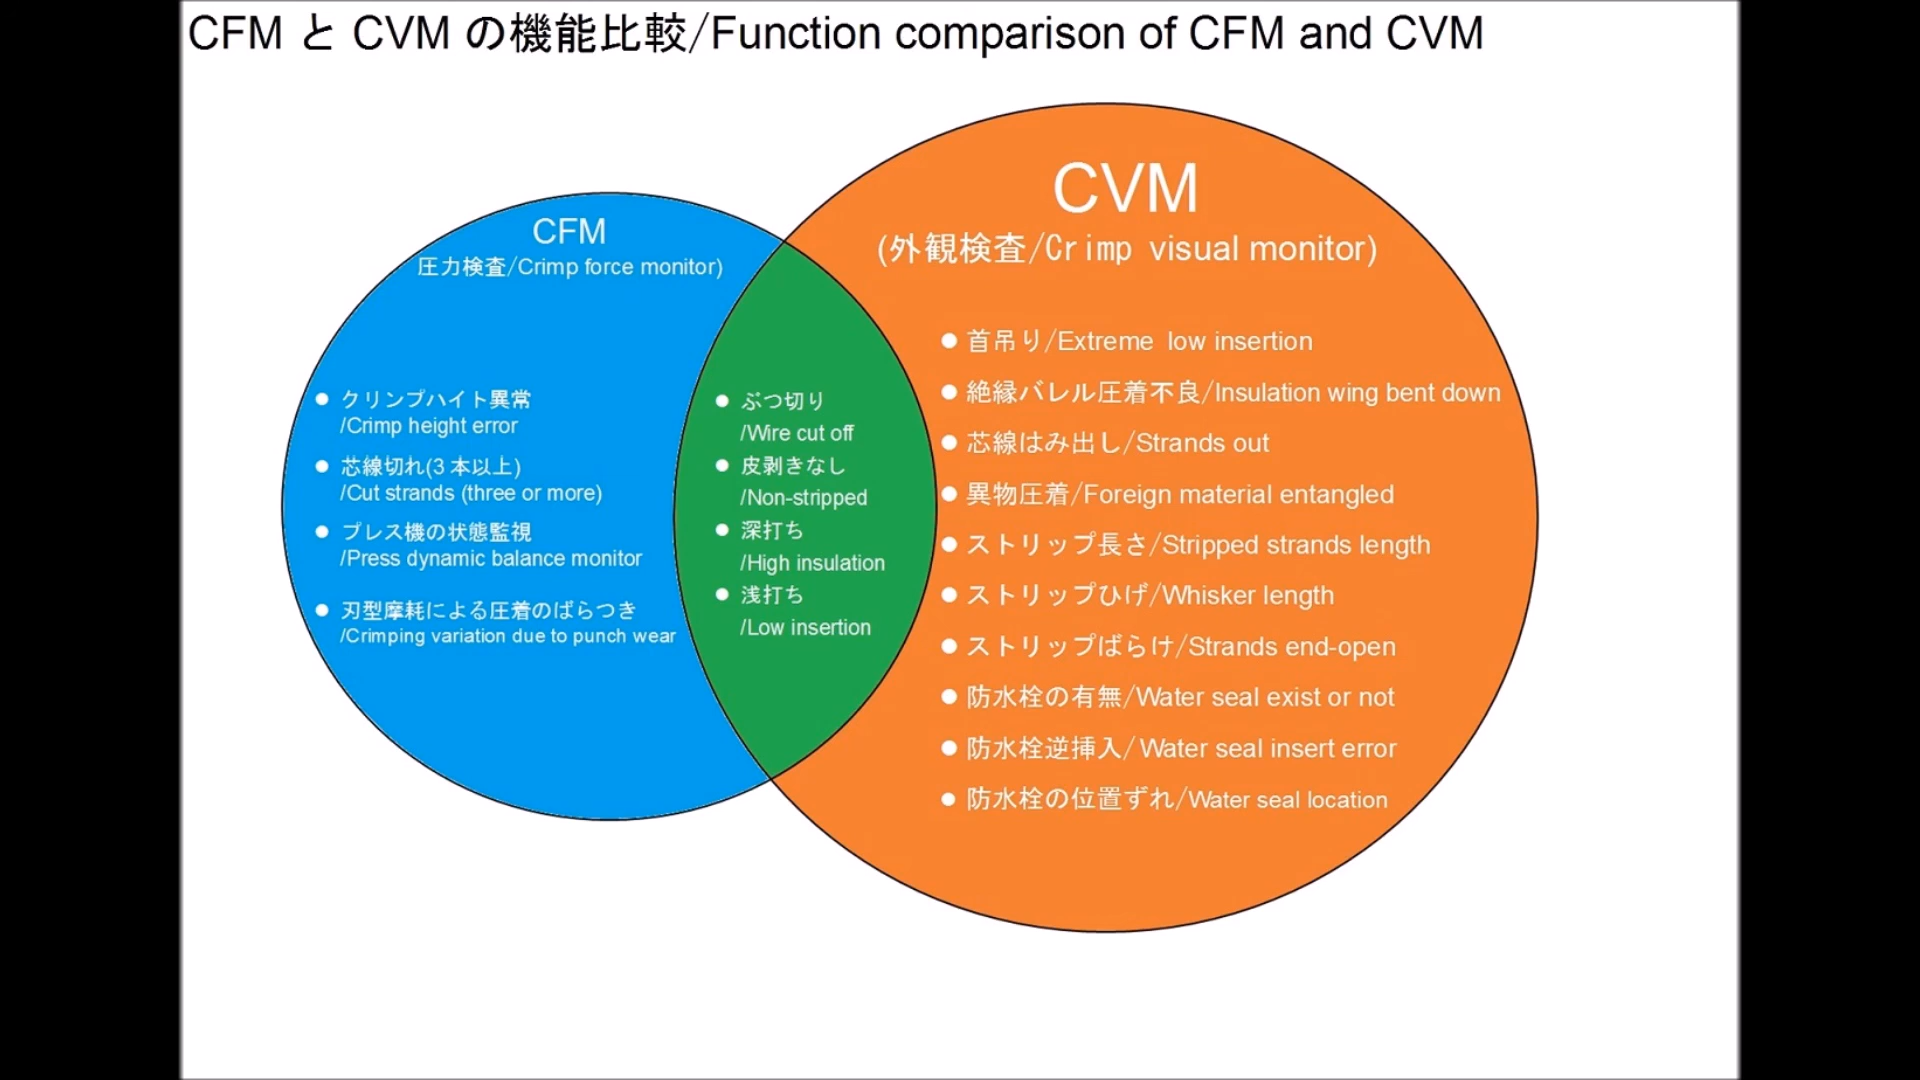 CFM と CVM の機能比較/Function comparison of CFM and CVM
CFM
圧力検査/Crimp force monitor)
● クリンプハイト異常
/Crimp height error
● 芯線切れ(3 本以上)
/Cut strands (three or more)
● プレス機の状態監視
/Press dynamic balance monitor
● 刃型摩耗による圧着のばらつき
/Crimping variation due to punch wear
● ぶつ切り
/Wire cut off
● 皮剥きなし
/Non-stripped
● 深打ち
/High insulation
● 浅打ち
/Low insertion
CVM
(外観検査/Crimp visual monitor)
● 首吊り/Extreme low insertion
● 絶縁バレル圧着不良/Insulation wing bent down
● 芯線はみ出し/Strands out
● 異物圧着/Foreign material entangled
● ストリップ長さ/Stripped strands length
● ストリップひげ/Whisker length
● ストリップばらけ/Strands end-open
● 防水栓の有無/Water seal exist or not
● 防水栓逆挿入/Water seal insert error
● 防水栓の位置ずれ/Water seal location